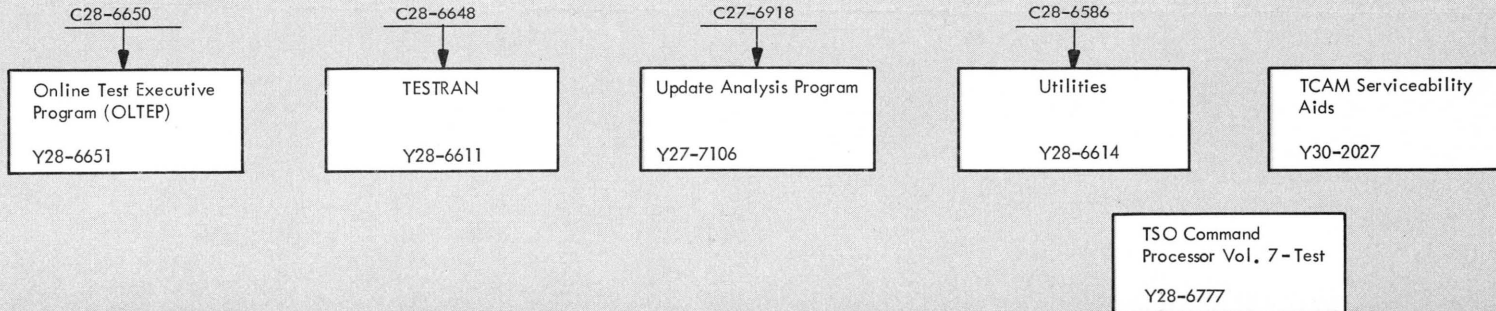 C28-6650
C28-6648
C27-6918
C28-6586
Online Test Executive
Program (OLTEP)
Y28-6651
TESTRAN
Y28-6611
Update Analysis Program
Y27-7106
Utilities
Y28-6614
TCAM Serviceability
Aids
Y30-2027
TSO Command
Processor Vol. 7 - Test
Y28-6777